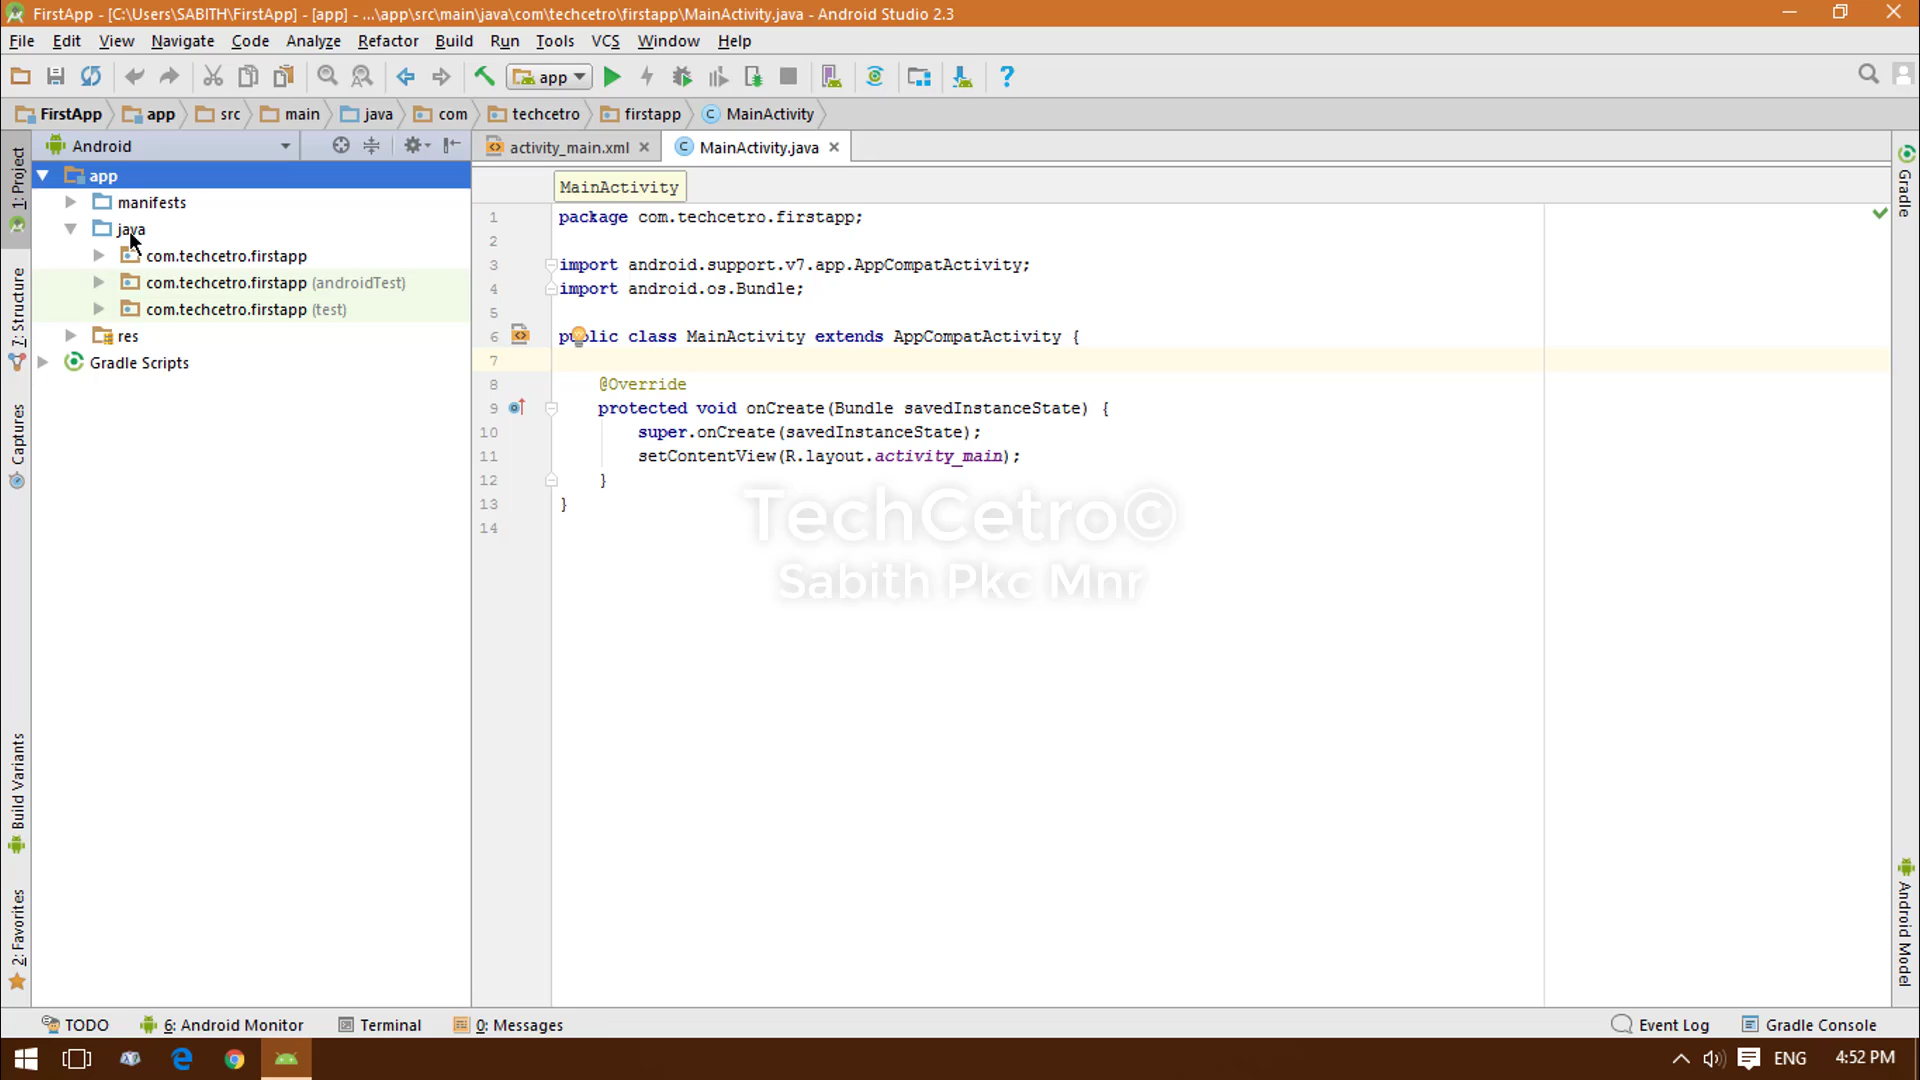 FirstApp - [C:\Users\SABITH\FirstApp] - [app] - ...\app\src\main\java\com\techcetro\firstapp\MainActivity.java - Android Studio 2.3
File Edit View Navigate Code Analyze Refactor Build Run Tools VCS Window Help
app
FirstApp app src main java com techcetro firstapp MainActivity
Android
activity_main.xml MainActivity.java
MainActivity
1: Project
7: Structure
Captures
Build Variants
2: Favorites
app
manifests
java
com.techcetro.firstapp
com.techcetro.firstapp (androidTest)
com.techcetro.firstapp (test)
res
Gradle Scripts
1 package com.techcetro.firstapp;
2
3 import android.support.v7.app.AppCompatActivity;
4 import android.os.Bundle;
5
6 public class MainActivity extends AppCompatActivity {
7
8 @Override
9 protected void onCreate(Bundle savedInstanceState) {
10 super.onCreate(savedInstanceState);
11 setContentView(R.layout.activity_main);
12 }
13 }
14
TechCetro©
Sabith Pkc Mnr
Gradle
Android Model
TODO 6: Android Monitor Terminal 0: Messages Event Log Gradle Console
ENG 4:52 PM